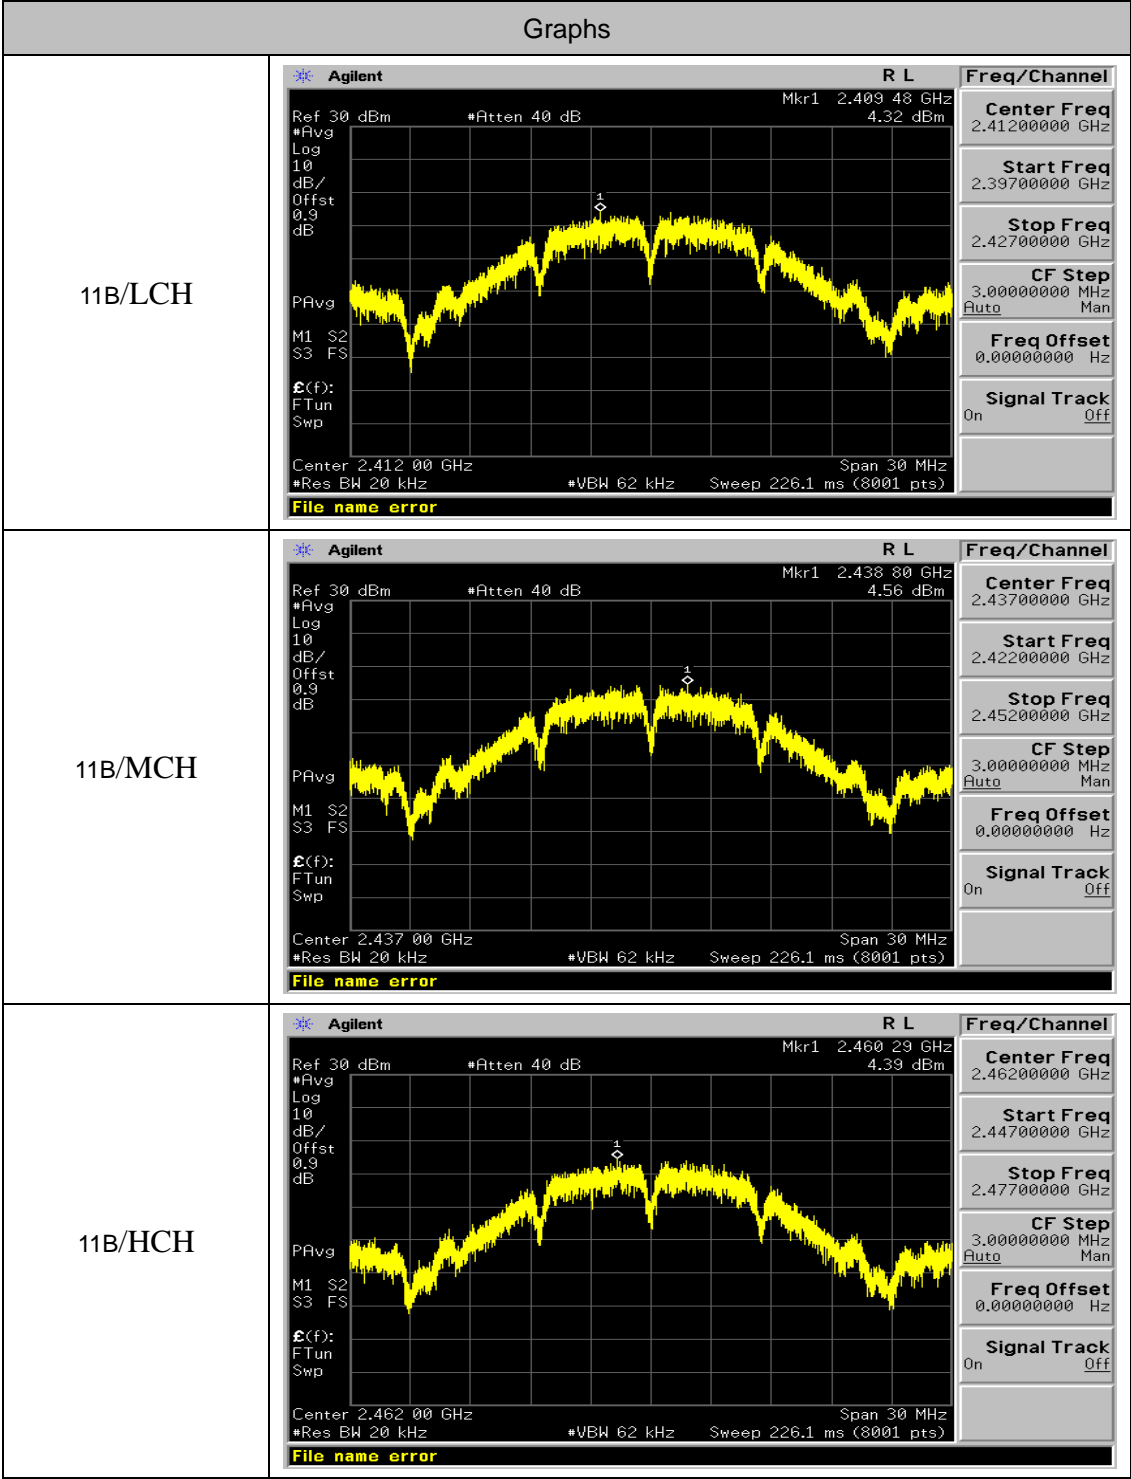 Graphs
11B/LCH
Agilent R L Freq/Channel
Mkr1 2.409 48 GHz
Ref 30 dBm #Atten 40 dB 4.32 dBm
#Avg
Log
10
dB/
Offst
0.9
dB
1
PAvg
M1 S2
S3 FS
£(f):
FTun
Swp
Center 2.412 00 GHz Span 30 MHz
#Res BW 20 kHz #VBW 62 kHz Sweep 226.1 ms (8001 pts)
File name error
Center Freq
2.41200000 GHz
Start Freq
2.39700000 GHz
Stop Freq
2.42700000 GHz
CF Step
3.00000000 MHz
Auto Man
Freq Offset
0.00000000 Hz
Signal Track
On Off
11B/MCH
Agilent R L Freq/Channel
Mkr1 2.438 80 GHz
Ref 30 dBm #Atten 40 dB 4.56 dBm
#Avg
Log
10
dB/
Offst
0.9
dB
1
PAvg
M1 S2
S3 FS
£(f):
FTun
Swp
Center 2.437 00 GHz Span 30 MHz
#Res BW 20 kHz #VBW 62 kHz Sweep 226.1 ms (8001 pts)
File name error
Center Freq
2.43700000 GHz
Start Freq
2.42200000 GHz
Stop Freq
2.45200000 GHz
CF Step
3.00000000 MHz
Auto Man
Freq Offset
0.00000000 Hz
Signal Track
On Off
11B/HCH
Agilent R L Freq/Channel
Mkr1 2.460 29 GHz
Ref 30 dBm #Atten 40 dB 4.39 dBm
#Avg
Log
10
dB/
Offst
0.9
dB
1
PAvg
M1 S2
S3 FS
£(f):
FTun
Swp
Center 2.462 00 GHz Span 30 MHz
#Res BW 20 kHz #VBW 62 kHz Sweep 226.1 ms (8001 pts)
File name error
Center Freq
2.46200000 GHz
Start Freq
2.44700000 GHz
Stop Freq
2.47700000 GHz
CF Step
3.00000000 MHz
Auto Man
Freq Offset
0.00000000 Hz
Signal Track
On Off